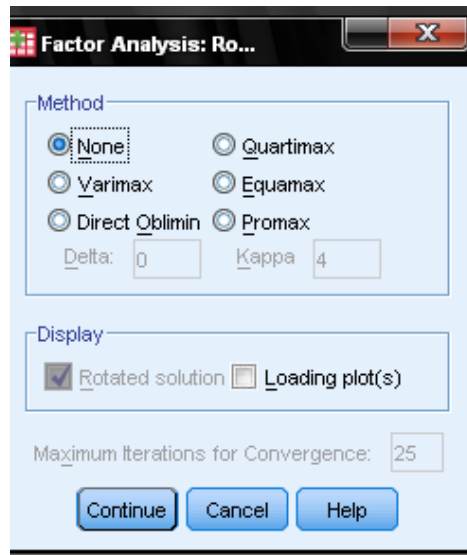 Factor Analysis: Ro...
Method
None Quartimax
Varimax Equamax
Direct Oblimin Promax
Delta: 0 Kappa 4
Display
Rotated solution Loading plot(s)
Maximum Iterations for Convergence: 25
Continue Cancel Help